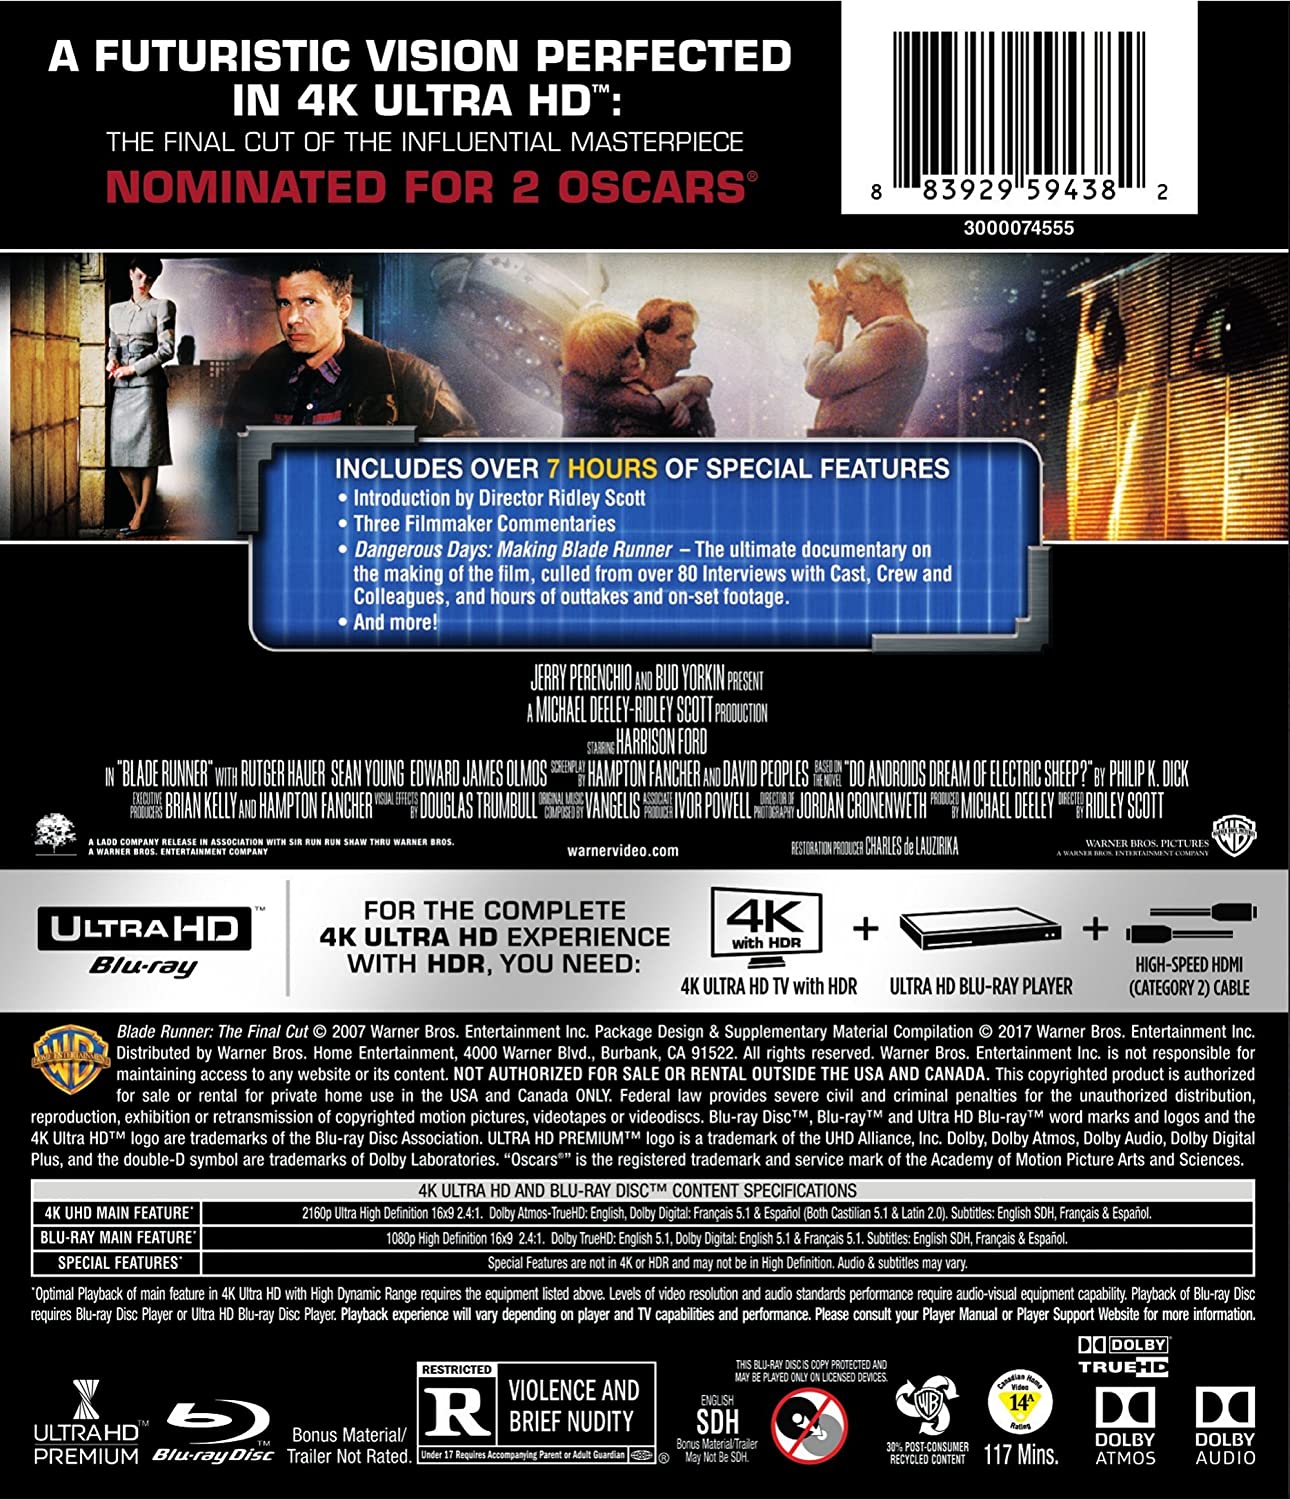 A FUTURISTIC VISION PERFECTED
IN 4K ULTRA HD™:
THE FINAL CUT OF THE INFLUENTIAL MASTERPIECE
NOMINATED FOR 2 OSCARS®
8 83929 59438 2
3000074555
INCLUDES OVER 7 HOURS OF SPECIAL FEATURES
• Introduction by Director Ridley Scott
• Three Filmmaker Commentaries
• Dangerous Days: Making Blade Runner – The ultimate documentary on
the making of the film, culled from over 80 Interviews with Cast, Crew and
Colleagues, and hours of outtakes and on-set footage.
• And more!
JERRY PERENCHIO AND BUD YORKIN PRESENT
A MICHAEL DEELEY-RIDLEY SCOTT PRODUCTION
STARRING HARRISON FORD
IN "BLADE RUNNER" WITH RUTGER HAUER SEAN YOUNG EDWARD JAMES OLMOS SCREENPLAY BY HAMPTON FANCHER AND DAVID PEOPLES BASED ON THE NOVEL "DO ANDROIDS DREAM OF ELECTRIC SHEEP?" BY PHILIP K. DICK
EXECUTIVE PRODUCERS BRIAN KELLY AND HAMPTON FANCHER VISUAL EFFECTS BY DOUGLAS TRUMBULL ORIGINAL MUSIC COMPOSED BY VANGELIS ASSOCIATE PRODUCER IVOR POWELL DIRECTOR OF PHOTOGRAPHY JORDAN CRONENWETH PRODUCED BY MICHAEL DEELEY DIRECTED BY RIDLEY SCOTT
A LADD COMPANY RELEASE IN ASSOCIATION WITH SIR RUN RUN SHAW THRU WARNER BROS.
A WARNER BROS. ENTERTAINMENT COMPANY
warnervideo.com
RESTORATION PRODUCER CHARLES de LAUZIRIKA
WARNER BROS. PICTURES
A WARNER BROS. ENTERTAINMENT COMPANY
ULTRA HD™
Blu-ray
FOR THE COMPLETE
4K ULTRA HD EXPERIENCE
WITH HDR, YOU NEED:
4K
with HDR
+
+
4K ULTRA HD TV with HDR
ULTRA HD BLU-RAY PLAYER
HIGH-SPEED HDMI
(CATEGORY 2) CABLE
Blade Runner: The Final Cut © 2007 Warner Bros. Entertainment Inc. Package Design & Supplementary Material Compilation © 2017 Warner Bros. Entertainment Inc.
Distributed by Warner Bros. Home Entertainment, 4000 Warner Blvd., Burbank, CA 91522. All rights reserved. Warner Bros. Entertainment Inc. is not responsible for
maintaining access to any website or its content. NOT AUTHORIZED FOR SALE OR RENTAL OUTSIDE THE USA AND CANADA. This copyrighted product is authorized
for sale or rental for private home use in the USA and Canada ONLY. Federal law provides severe civil and criminal penalties for the unauthorized distribution,
reproduction, exhibition or retransmission of copyrighted motion pictures, videotapes or videodiscs. Blu-ray Disc™, Blu-ray™ and Ultra HD Blu-ray™ word marks and logos and the
4K Ultra HD™ logo are trademarks of the Blu-ray Disc Association. ULTRA HD PREMIUM™ logo is a trademark of the UHD Alliance, Inc. Dolby, Dolby Atmos, Dolby Audio, Dolby Digital
Plus, and the double-D symbol are trademarks of Dolby Laboratories. "Oscars®" is the registered trademark and service mark of the Academy of Motion Picture Arts and Sciences.
4K ULTRA HD AND BLU-RAY DISC™ CONTENT SPECIFICATIONS
4K UHD MAIN FEATURE* 2160p Ultra High Definition 16x9 2.4:1. Dolby Atmos-TrueHD: English, Dolby Digital: Français 5.1 & Español (Both Castilian 5.1 & Latin 2.0). Subtitles: English SDH, Français & Español.
BLU-RAY MAIN FEATURE* 1080p High Definition 16x9 2.4:1. Dolby TrueHD: English 5.1, Dolby Digital: English 5.1 & Français 5.1. Subtitles: English SDH, Français & Español.
SPECIAL FEATURES* Special Features are not in 4K or HDR and may not be in High Definition. Audio & subtitles may vary.
*Optimal Playback of main feature in 4K Ultra HD with High Dynamic Range requires the equipment listed above. Levels of video resolution and audio standards performance require audio-visual equipment capability. Playback of Blu-ray Disc
requires Blu-ray Disc Player or Ultra HD Blu-ray Disc Player. Playback experience will vary depending on player and TV capabilities and performance. Please consult your Player Manual or Player Support Website for more information.
ULTRA HD™
PREMIUM
Blu-ray Disc™
Bonus Material/
Trailer Not Rated.
RESTRICTED
R
VIOLENCE AND
BRIEF NUDITY
Under 17 Requires Accompanying Parent or Adult Guardian ®
THIS BLU-RAY DISC IS COPY PROTECTED AND
MAY BE PLAYED ONLY ON LICENSED DEVICES.
ENGLISH
SDH
Bonus Material/Trailer
May Not Be SDH.
30% POST-CONSUMER
RECYCLED CONTENT
Canadian Home
Video
14A
Rating
117 Mins.
DOLBY
TRUEHD
DOLBY
ATMOS
DOLBY
AUDIO